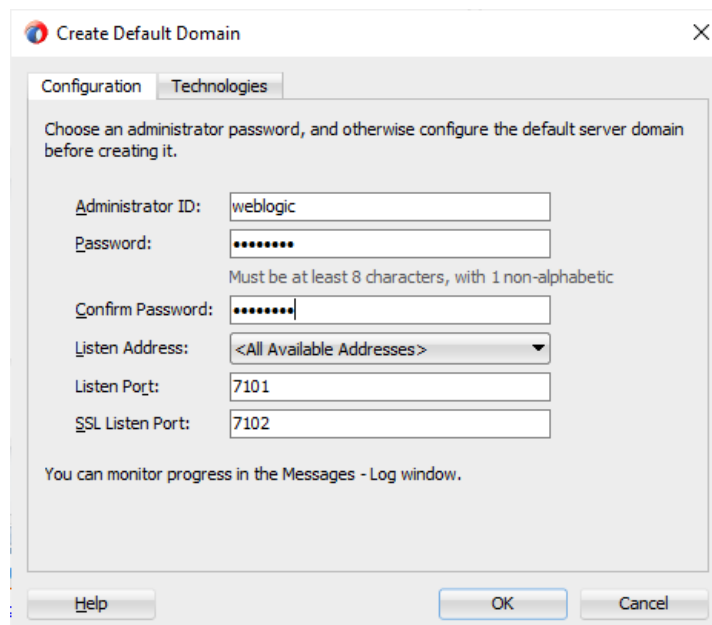 Create Default Domain
Configuration
Technologies
Choose an administrator password, and otherwise configure the default server domain
before creating it.
Administrator ID: weblogic
Password: ••••••••
Must be at least 8 characters, with 1 non-alphabetic
Confirm Password: ••••••••
Listen Address: <All Available Addresses>
Listen Port: 7101
SSL Listen Port: 7102
You can monitor progress in the Messages - Log window.
Help
OK
Cancel